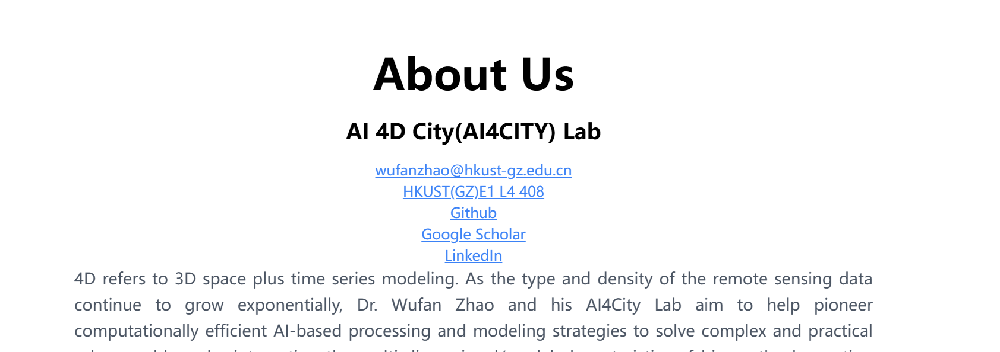 About Us
AI 4D City(AI4CITY) Lab
wufanzhao@hkust-gz.edu.cn
HKUST(GZ)E1 L4 408
Github
Google Scholar
LinkedIn
4D refers to 3D space plus time series modeling. As the type and density of the remote sensing data
continue to grow exponentially, Dr. Wufan Zhao and his AI4City Lab aim to help pioneer
computationally efficient AI-based processing and modeling strategies to solve complex and practical